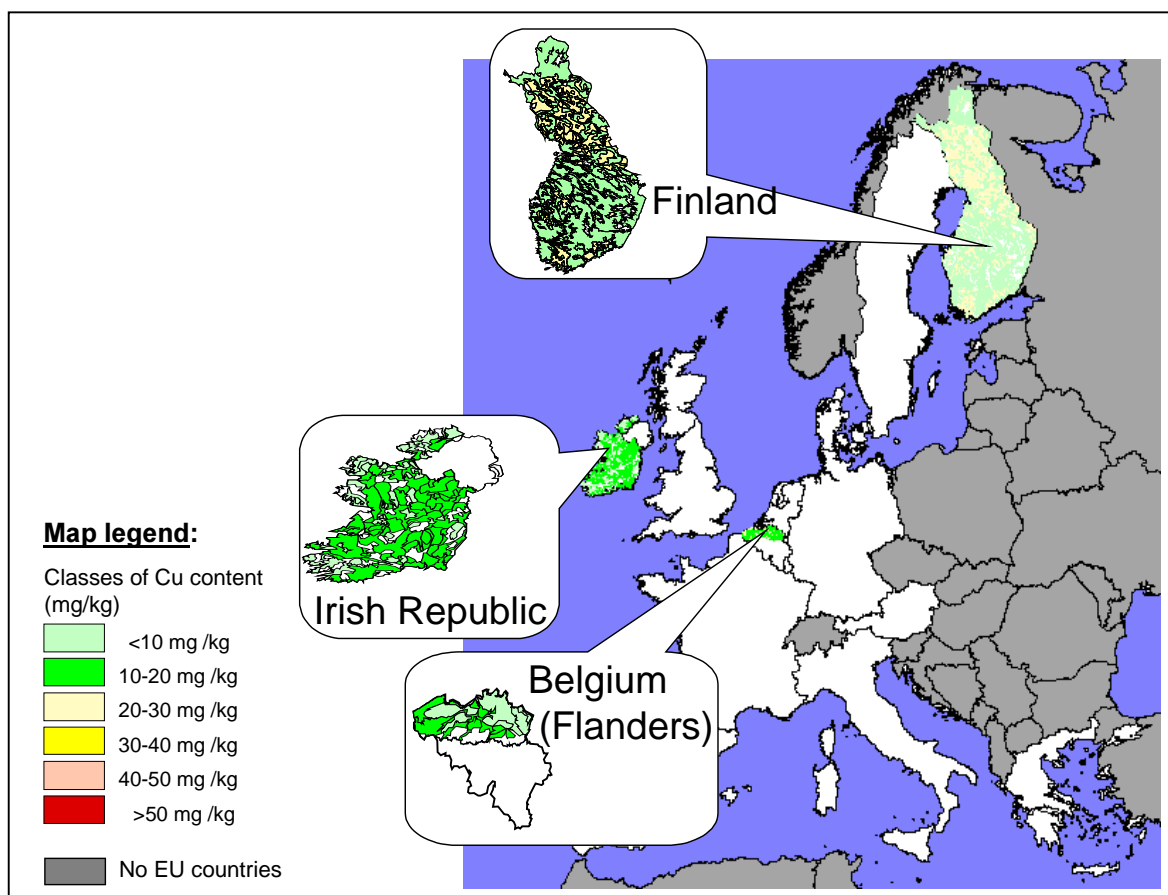 Finland
Irish Republic
Belgium
(Flanders)
Map legend:
Classes of Cu content
(mg/kg)
<10 mg /kg
10-20 mg /kg
20-30 mg /kg
30-40 mg /kg
40-50 mg /kg
>50 mg /kg
No EU countries